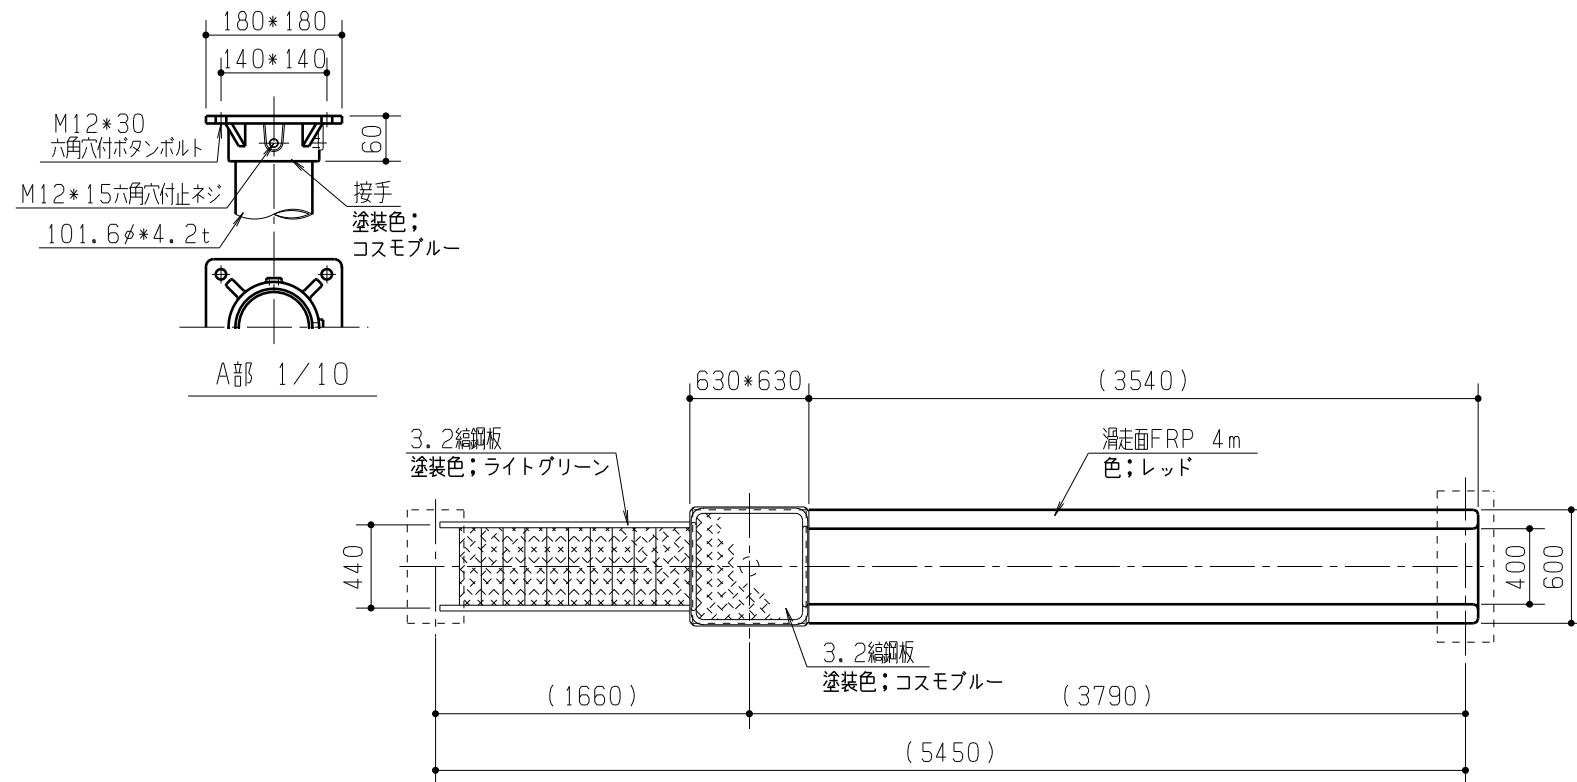 180*180
140*140
M12*30
六角穴付ボタンボルト
60
M12*15六角穴付止ネジ
接手
塗装色；
コスモブルー
101.6φ*4.2t
A部 1/10
630*630
(3540)
3.2縞鋼板
塗装色；ライトグリーン
滑走面FRP 4m
色；レッド
440
400
600
3.2縞鋼板
塗装色；コスモブルー
(1660)
(3790)
(5450)